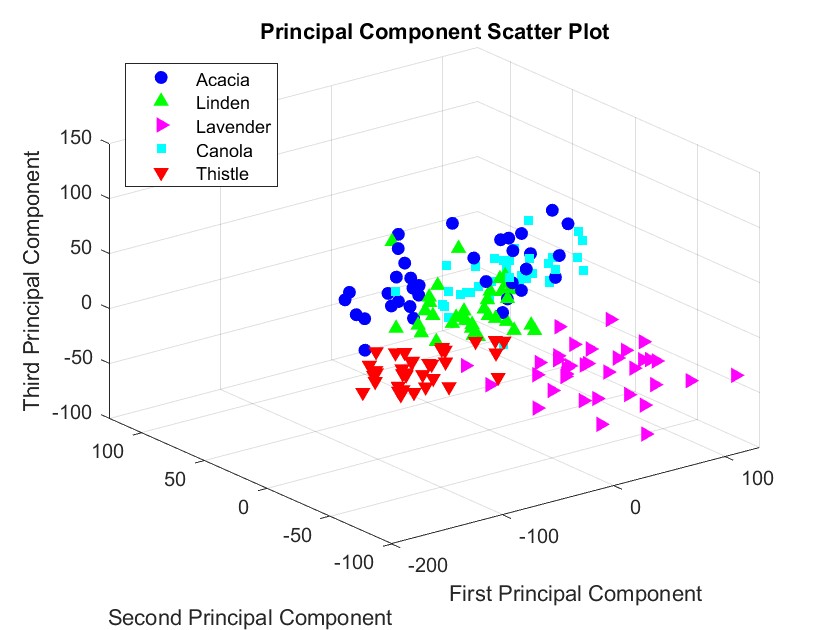 Principal Component Scatter Plot
Acacia
Linden
Lavender
Canola
Thistle
Third Principal Component
150
100
50
0
-50
-100
100
50
0
-50
-100
Second Principal Component
-200
-100
0
100
First Principal Component